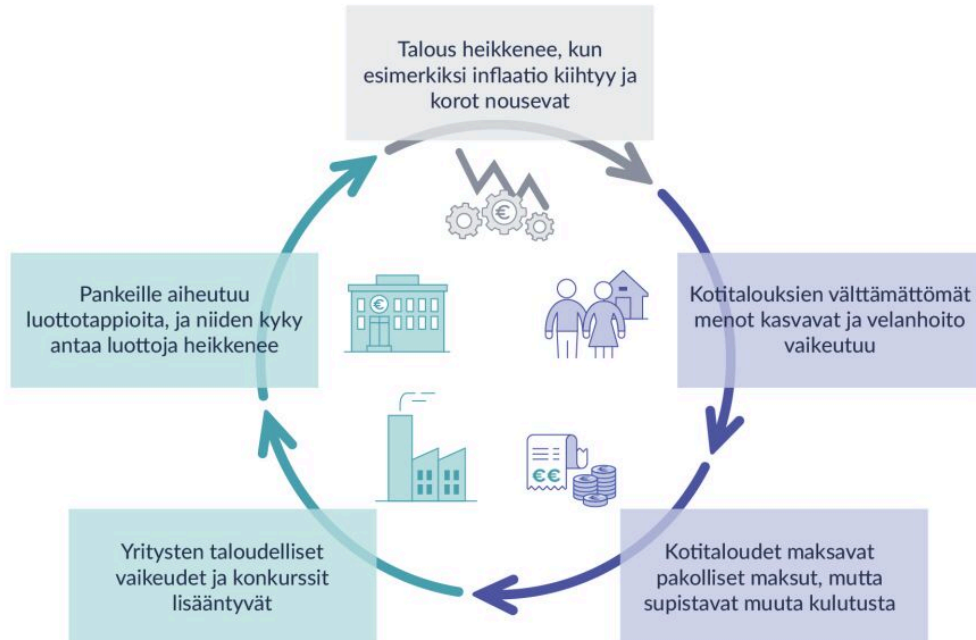 Talous heikkenee, kun
esimerkiksi inflaatio kiihtyy ja
korot nousevat
Kotitalouksien välttämättömät
menot kasvavat ja velanhoito
vaikeutuu
Kotitaloudet maksavat
pakolliset maksut, mutta
supistavat muuta kulutusta
Yritysten taloudelliset
vaikeudet ja konkurssit
lisääntyvät
Pankeille aiheutuu
luottotappioita, ja niiden kyky
antaa luottoja heikkenee
€
€
€€
€